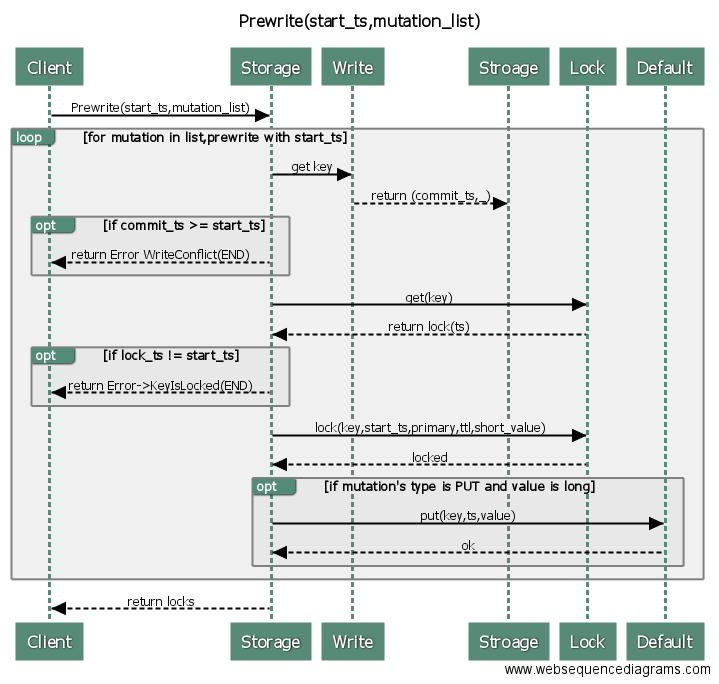 Prewrite(start_ts,mutation_list)
Client Storage Write Stroage Lock Default
Prewrite(start_ts,mutation_list)
loop [for mutation in list,prewrite with start_ts]
get key
return (commit_ts,_)
opt [if commit_ts >= start_ts]
return Error WriteConflict(END)
get(key)
return lock(ts)
opt [if lock_ts != start_ts]
return Error->KeyIsLocked(END)
lock(key,start_ts,primary,ttl,short_value)
locked
opt [if mutation's type is PUT and value is long]
put(key,ts,value)
ok
return locks
Client Storage Write Stroage Lock Default
www.websequencediagrams.com